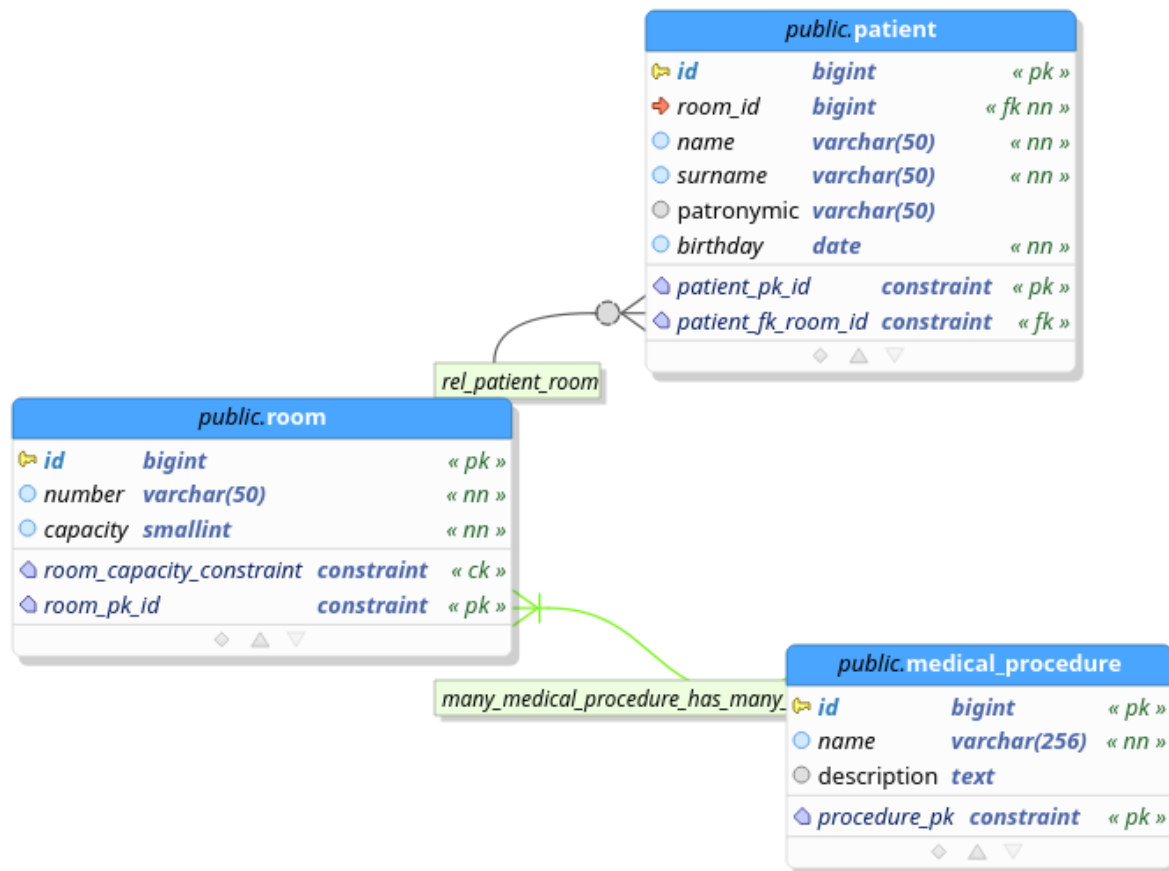 public.patient
id bigint « pk »
room_id bigint « fk nn »
name varchar(50) « nn »
surname varchar(50) « nn »
patronymic varchar(50)
birthday date « nn »
patient_pk_id constraint « pk »
patient_fk_room_id constraint « fk »
rel_patient_room
public.room
id bigint « pk »
number varchar(50) « nn »
capacity smallint « nn »
room_capacity_constraint constraint « ck »
room_pk_id constraint « pk »
many_medical_procedure_has_many_
public.medical_procedure
id bigint « pk »
name varchar(256) « nn »
description text
procedure_pk constraint « pk »